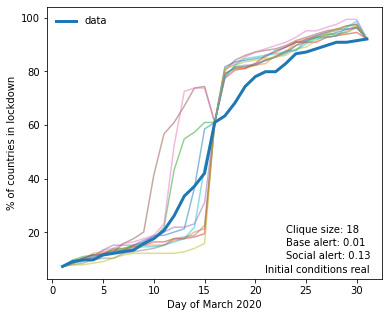 data
100
80
60
40
20
% of countries in lockdown
Clique size: 18
Base alert: 0.01
Social alert: 0.13
Initial conditions real
0 5 10 15 20 25 30
Day of March 2020